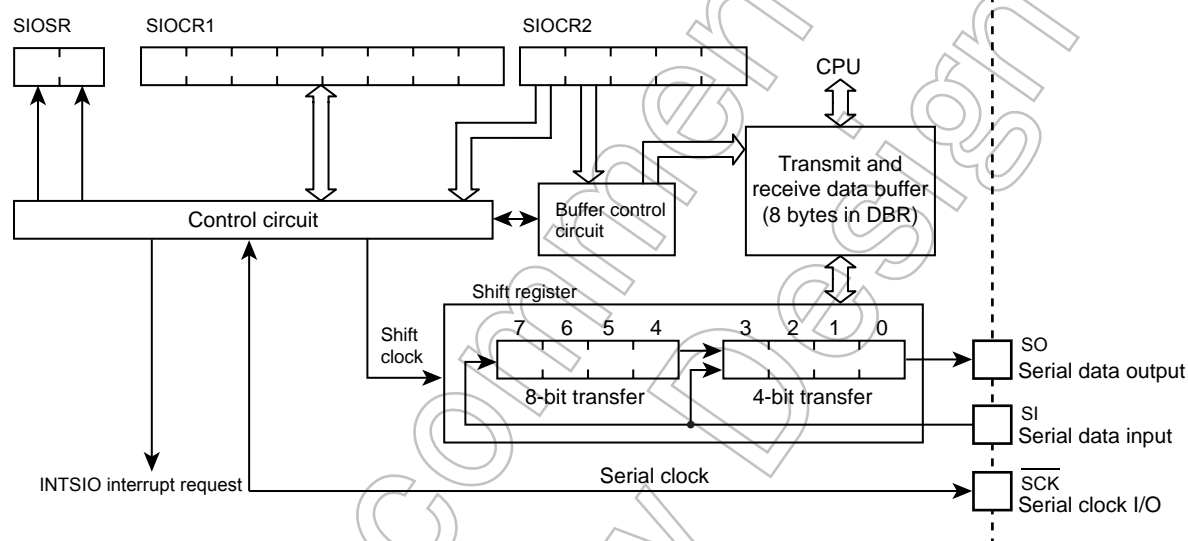 SIOSR
SIOCR1
SIOCR2
CPU
Transmit and
receive data buffer
(8 bytes in DBR)
Control circuit
Buffer control
circuit
Shift register
7 6 5 4 3 2 1 0
Shift
clock
8-bit transfer
4-bit transfer
SO
Serial data output
SI
Serial data input
INTSIO interrupt request
Serial clock
SCK
Serial clock I/O
commen
Design